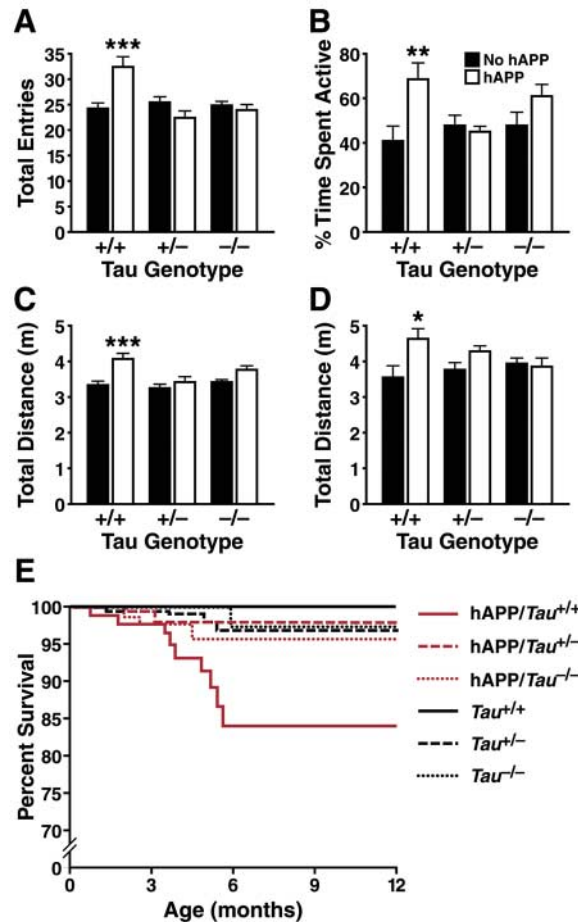 A
***
Total Entries
35
30
25
20
15
10
5
0
+/+ +/− −/−
Tau Genotype
B
**
No hAPP
hAPP
% Time Spent Active
80
60
40
20
0
+/+ +/− −/−
Tau Genotype
C
***
Total Distance (m)
5
4
3
2
1
0
+/+ +/− −/−
Tau Genotype
D
*
Total Distance (m)
5
4
3
2
1
0
+/+ +/− −/−
Tau Genotype
E
Percent Survival
100
95
90
85
80
75
70
0
0 3 6 9 12
Age (months)
hAPP/Tau+/+
hAPP/Tau+/−
hAPP/Tau−/−
Tau+/+
Tau+/−
Tau−/−